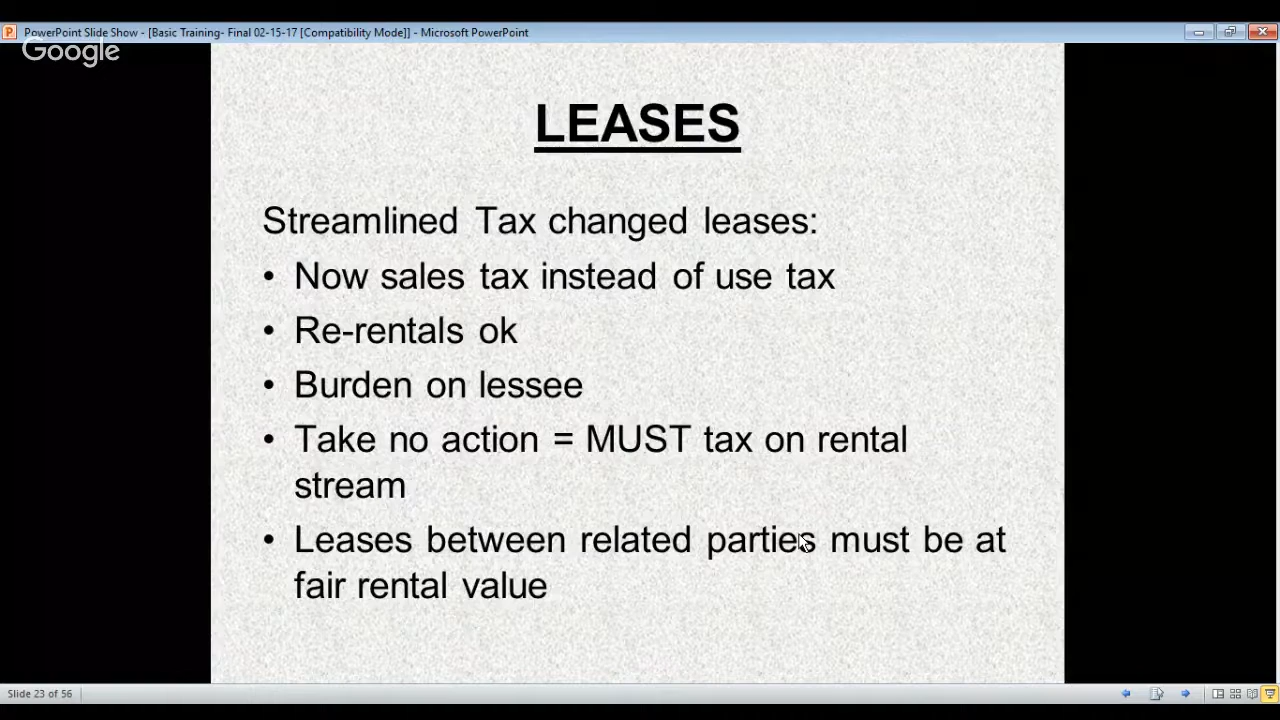 PowerPoint Slide Show - [Basic Training- Final 02-15-17 [Compatibility Mode]] - Microsoft PowerPoint
Google
LEASES
Streamlined Tax changed leases:
• Now sales tax instead of use tax
• Re-rentals ok
• Burden on lessee
• Take no action = MUST tax on rental
stream
• Leases between related parties must be at
fair rental value
Slide 23 of 56